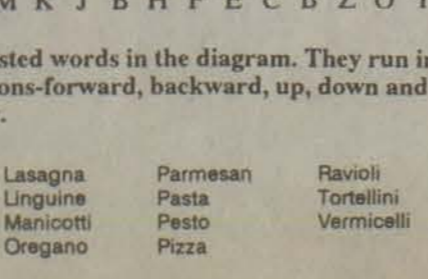 K J B H F E C B Z O
sted words in the diagram. They run in
ons-forward, backward, up, down and
.
Lasagna Parmesan Ravioli
Linguine Pasta Tortellini
Manicotti Pesto Vermicelli
Oregano Pizza